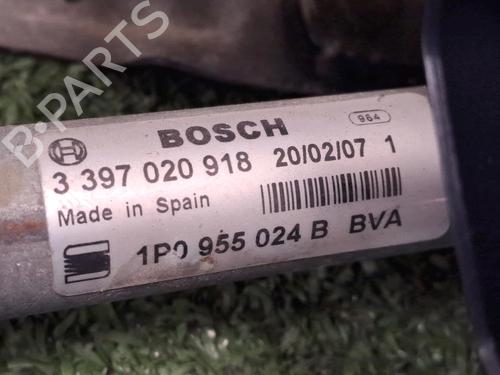 B-PARTS
964
BOSCH
3 397 020 918 20/02/07 1
Made in Spain
1P0 955 024 B BVA